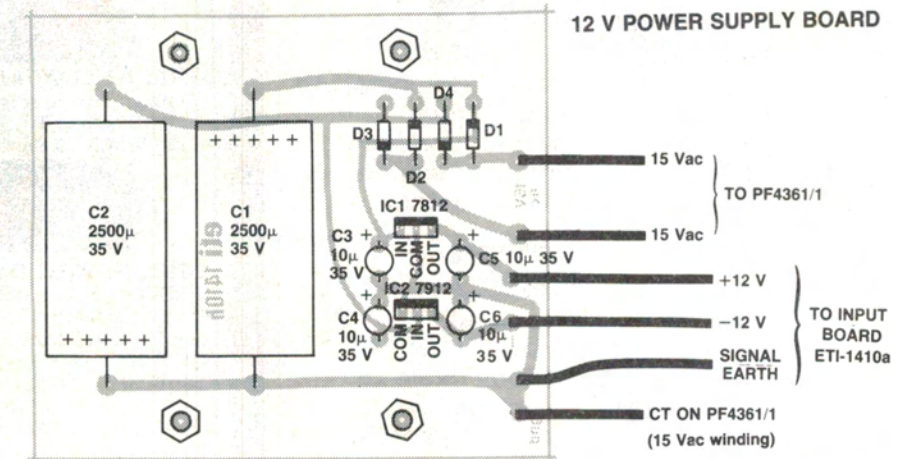 12 V POWER SUPPLY BOARD
D4
D3
D1
D2
15 Vac
TO PF4361/1
15 Vac
+ + + + +
C2
2500μ
35 V
C1
2500μ
35 V
eti 1410b
IC1 7812
IN
COM
OUT
C3
10μ
35 V
+
+
C5 10μ 35 V
+12 V
IC2 7912
COM
IN
OUT
C4
10μ
35 V
+
+
C6
10μ
35 V
−12 V
TO INPUT
BOARD
ETI-1410a
+ + + + +
SIGNAL
EARTH
CT ON PF4361/1
(15 Vac winding)